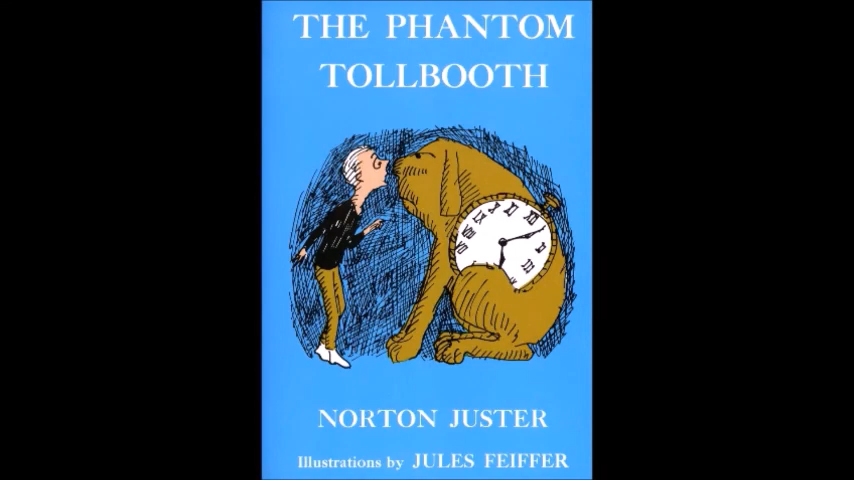 THE PHANTOM
TOLLBOOTH
NORTON JUSTER
Illustrations by JULES FEIFFER